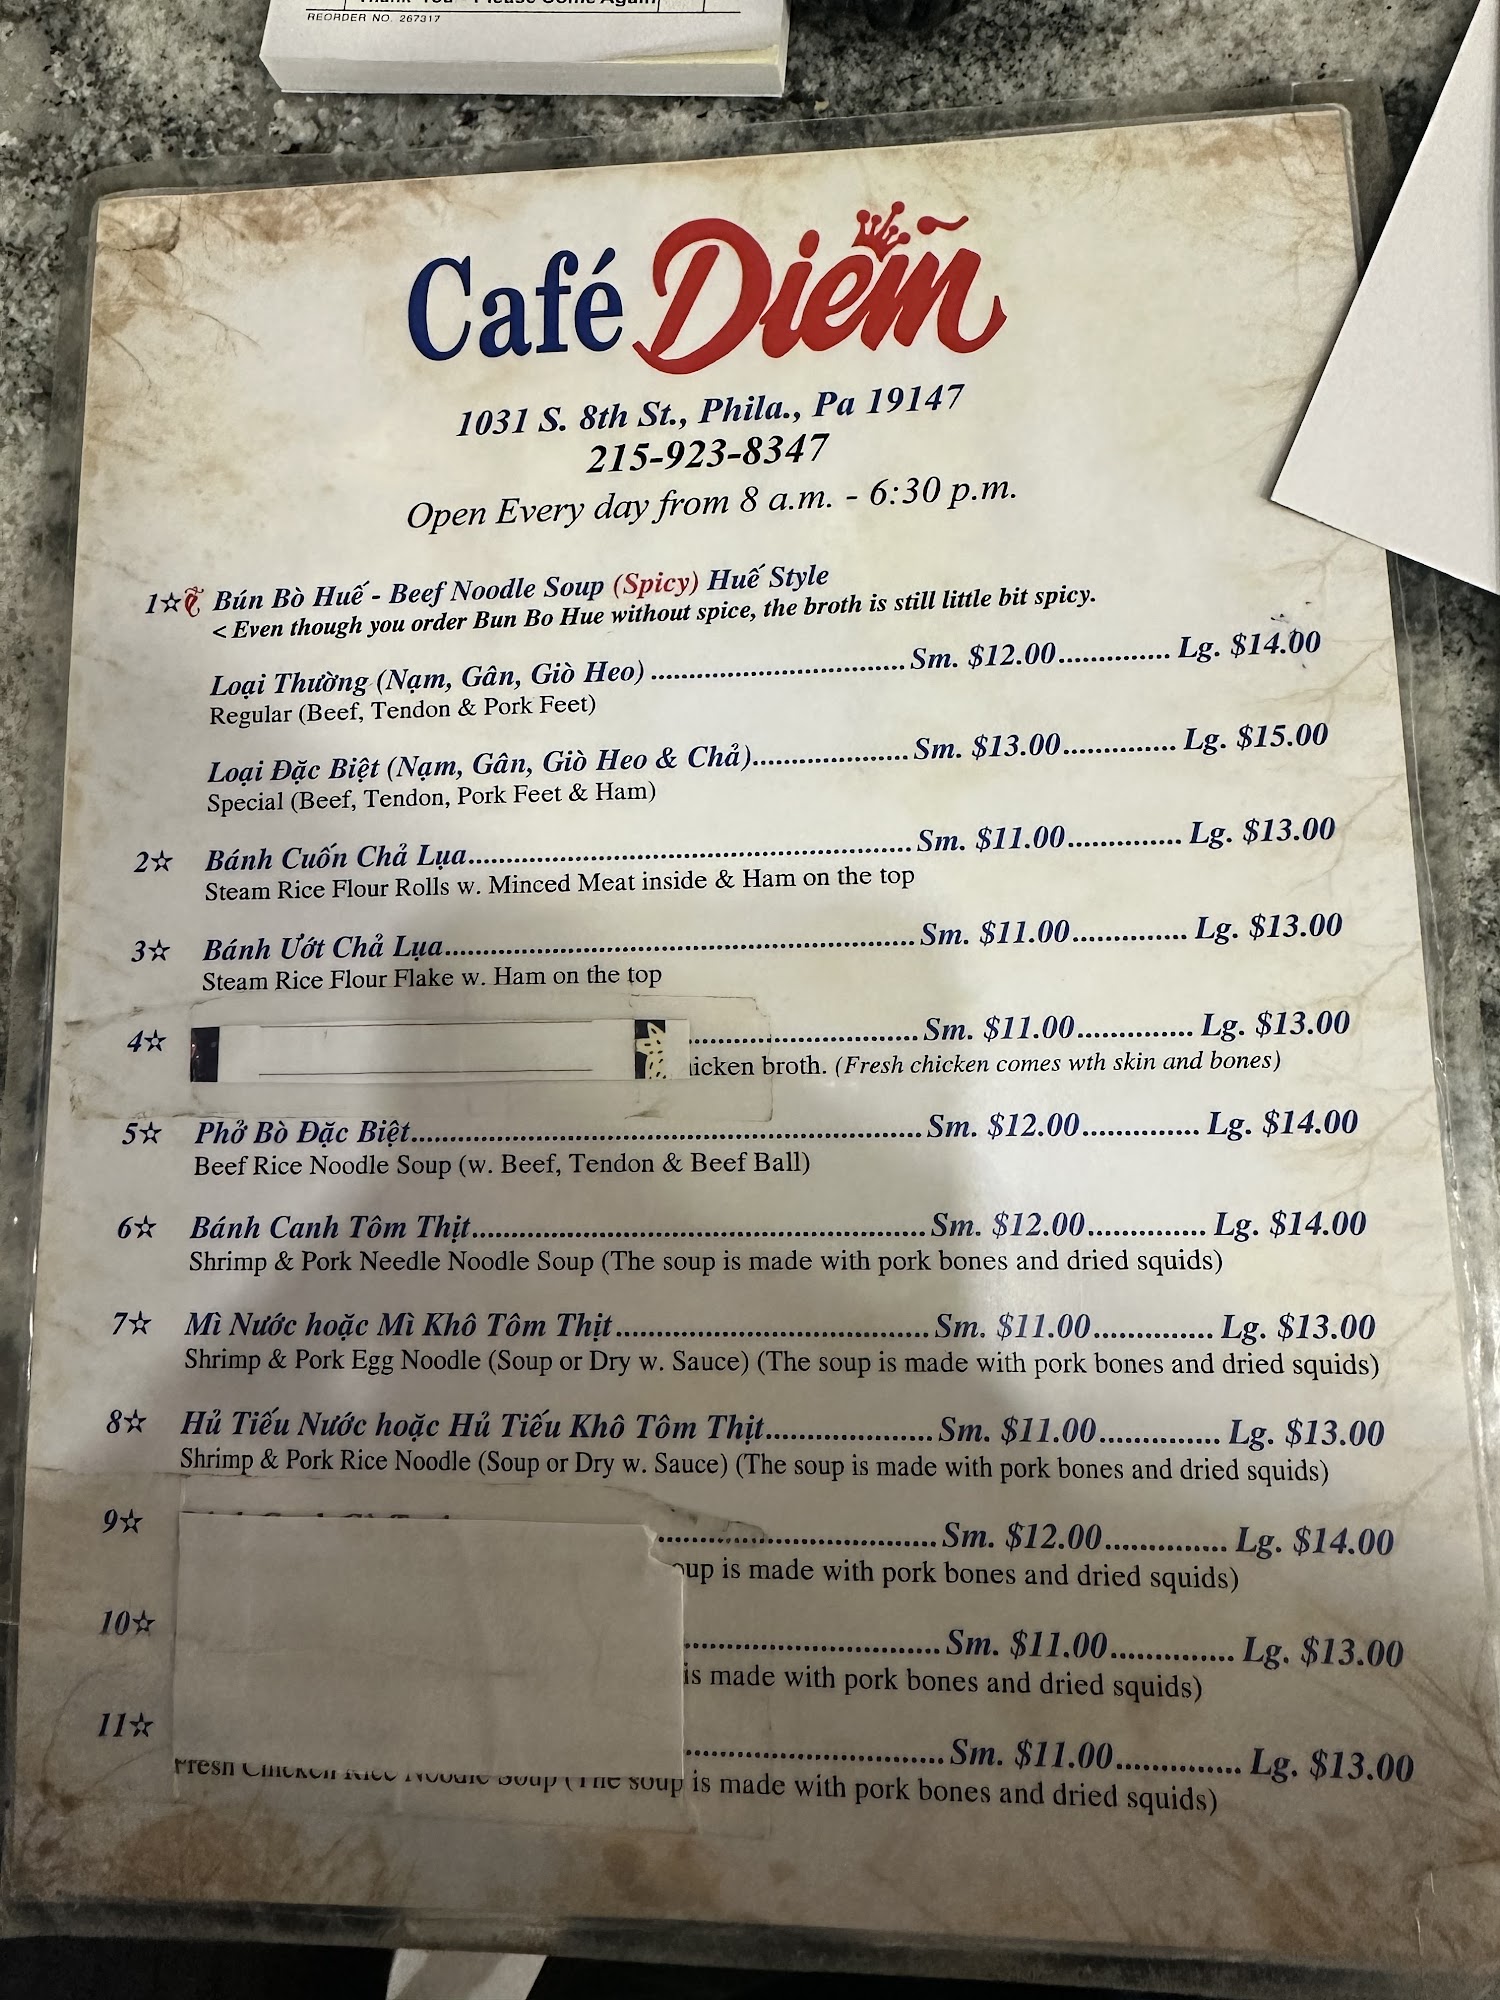 Thank You - Please Come Again
REORDER NO. 267317
Café Diễm
1031 S. 8th St., Phila., Pa 19147
215-923-8347
Open Every day from 8 a.m. - 6:30 p.m.
1☆ Bún Bò Huế - Beef Noodle Soup (Spicy) Huế Style
< Even though you order Bun Bo Hue without spice, the broth is still little bit spicy.
Loại Thường (Nạm, Gân, Giò Heo) ........ Sm. $12.00 ........ Lg. $14.00
Regular (Beef, Tendon & Pork Feet)
Loại Đặc Biệt (Nạm, Gân, Giò Heo & Chả) ........ Sm. $13.00 ........ Lg. $15.00
Special (Beef, Tendon, Pork Feet & Ham)
2☆ Bánh Cuốn Chả Lụa ........ Sm. $11.00 ........ Lg. $13.00
Steam Rice Flour Rolls w. Minced Meat inside & Ham on the top
3☆ Bánh Ướt Chả Lụa ........ Sm. $11.00 ........ Lg. $13.00
Steam Rice Flour Flake w. Ham on the top
4☆ ........ Sm. $11.00 ........ Lg. $13.00
icken broth. (Fresh chicken comes wth skin and bones)
5☆ Phở Bò Đặc Biệt ........ Sm. $12.00 ........ Lg. $14.00
Beef Rice Noodle Soup (w. Beef, Tendon & Beef Ball)
6☆ Bánh Canh Tôm Thịt ........ Sm. $12.00 ........ Lg. $14.00
Shrimp & Pork Needle Noodle Soup (The soup is made with pork bones and dried squids)
7☆ Mì Nước hoặc Mì Khô Tôm Thịt ........ Sm. $11.00 ........ Lg. $13.00
Shrimp & Pork Egg Noodle (Soup or Dry w. Sauce) (The soup is made with pork bones and dried squids)
8☆ Hủ Tiếu Nước hoặc Hủ Tiếu Khô Tôm Thịt ........ Sm. $11.00 ........ Lg. $13.00
Shrimp & Pork Rice Noodle (Soup or Dry w. Sauce) (The soup is made with pork bones and dried squids)
9☆ ........ Sm. $12.00 ........ Lg. $14.00
oup is made with pork bones and dried squids)
10☆ ........ Sm. $11.00 ........ Lg. $13.00
is made with pork bones and dried squids)
11☆ ........ Sm. $11.00 ........ Lg. $13.00
Fresh Chicken Rice Noodle Soup (The soup is made with pork bones and dried squids)